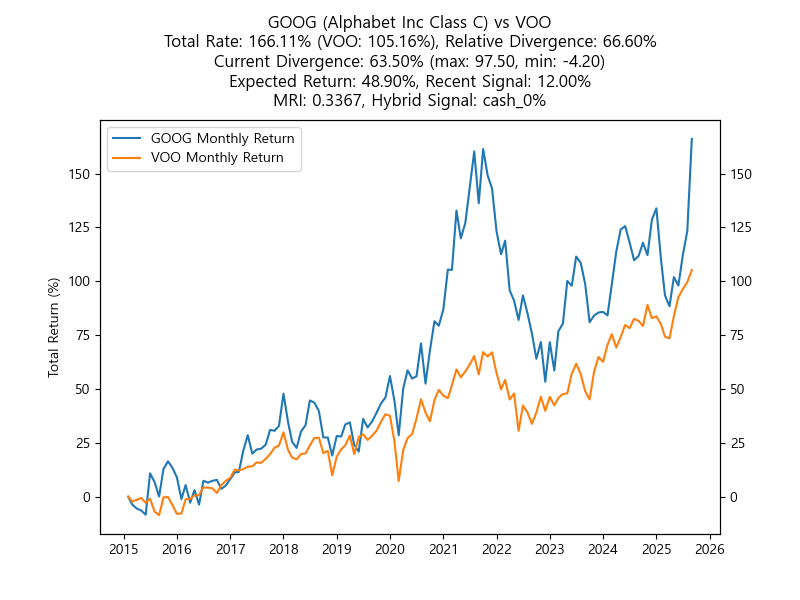 GOOG (Alphabet Inc Class C) vs VOO
Total Rate: 166.11% (VOO: 105.16%), Relative Divergence: 66.60%
Current Divergence: 63.50% (max: 97.50, min: -4.20)
Expected Return: 48.90%, Recent Signal: 12.00%
MRI: 0.3367, Hybrid Signal: cash_0%
GOOG Monthly Return
VOO Monthly Return
Total Return (%)
150
125
100
75
50
25
0
150
125
100
75
50
25
0
2015 2016 2017 2018 2019 2020 2021 2022 2023 2024 2025 2026